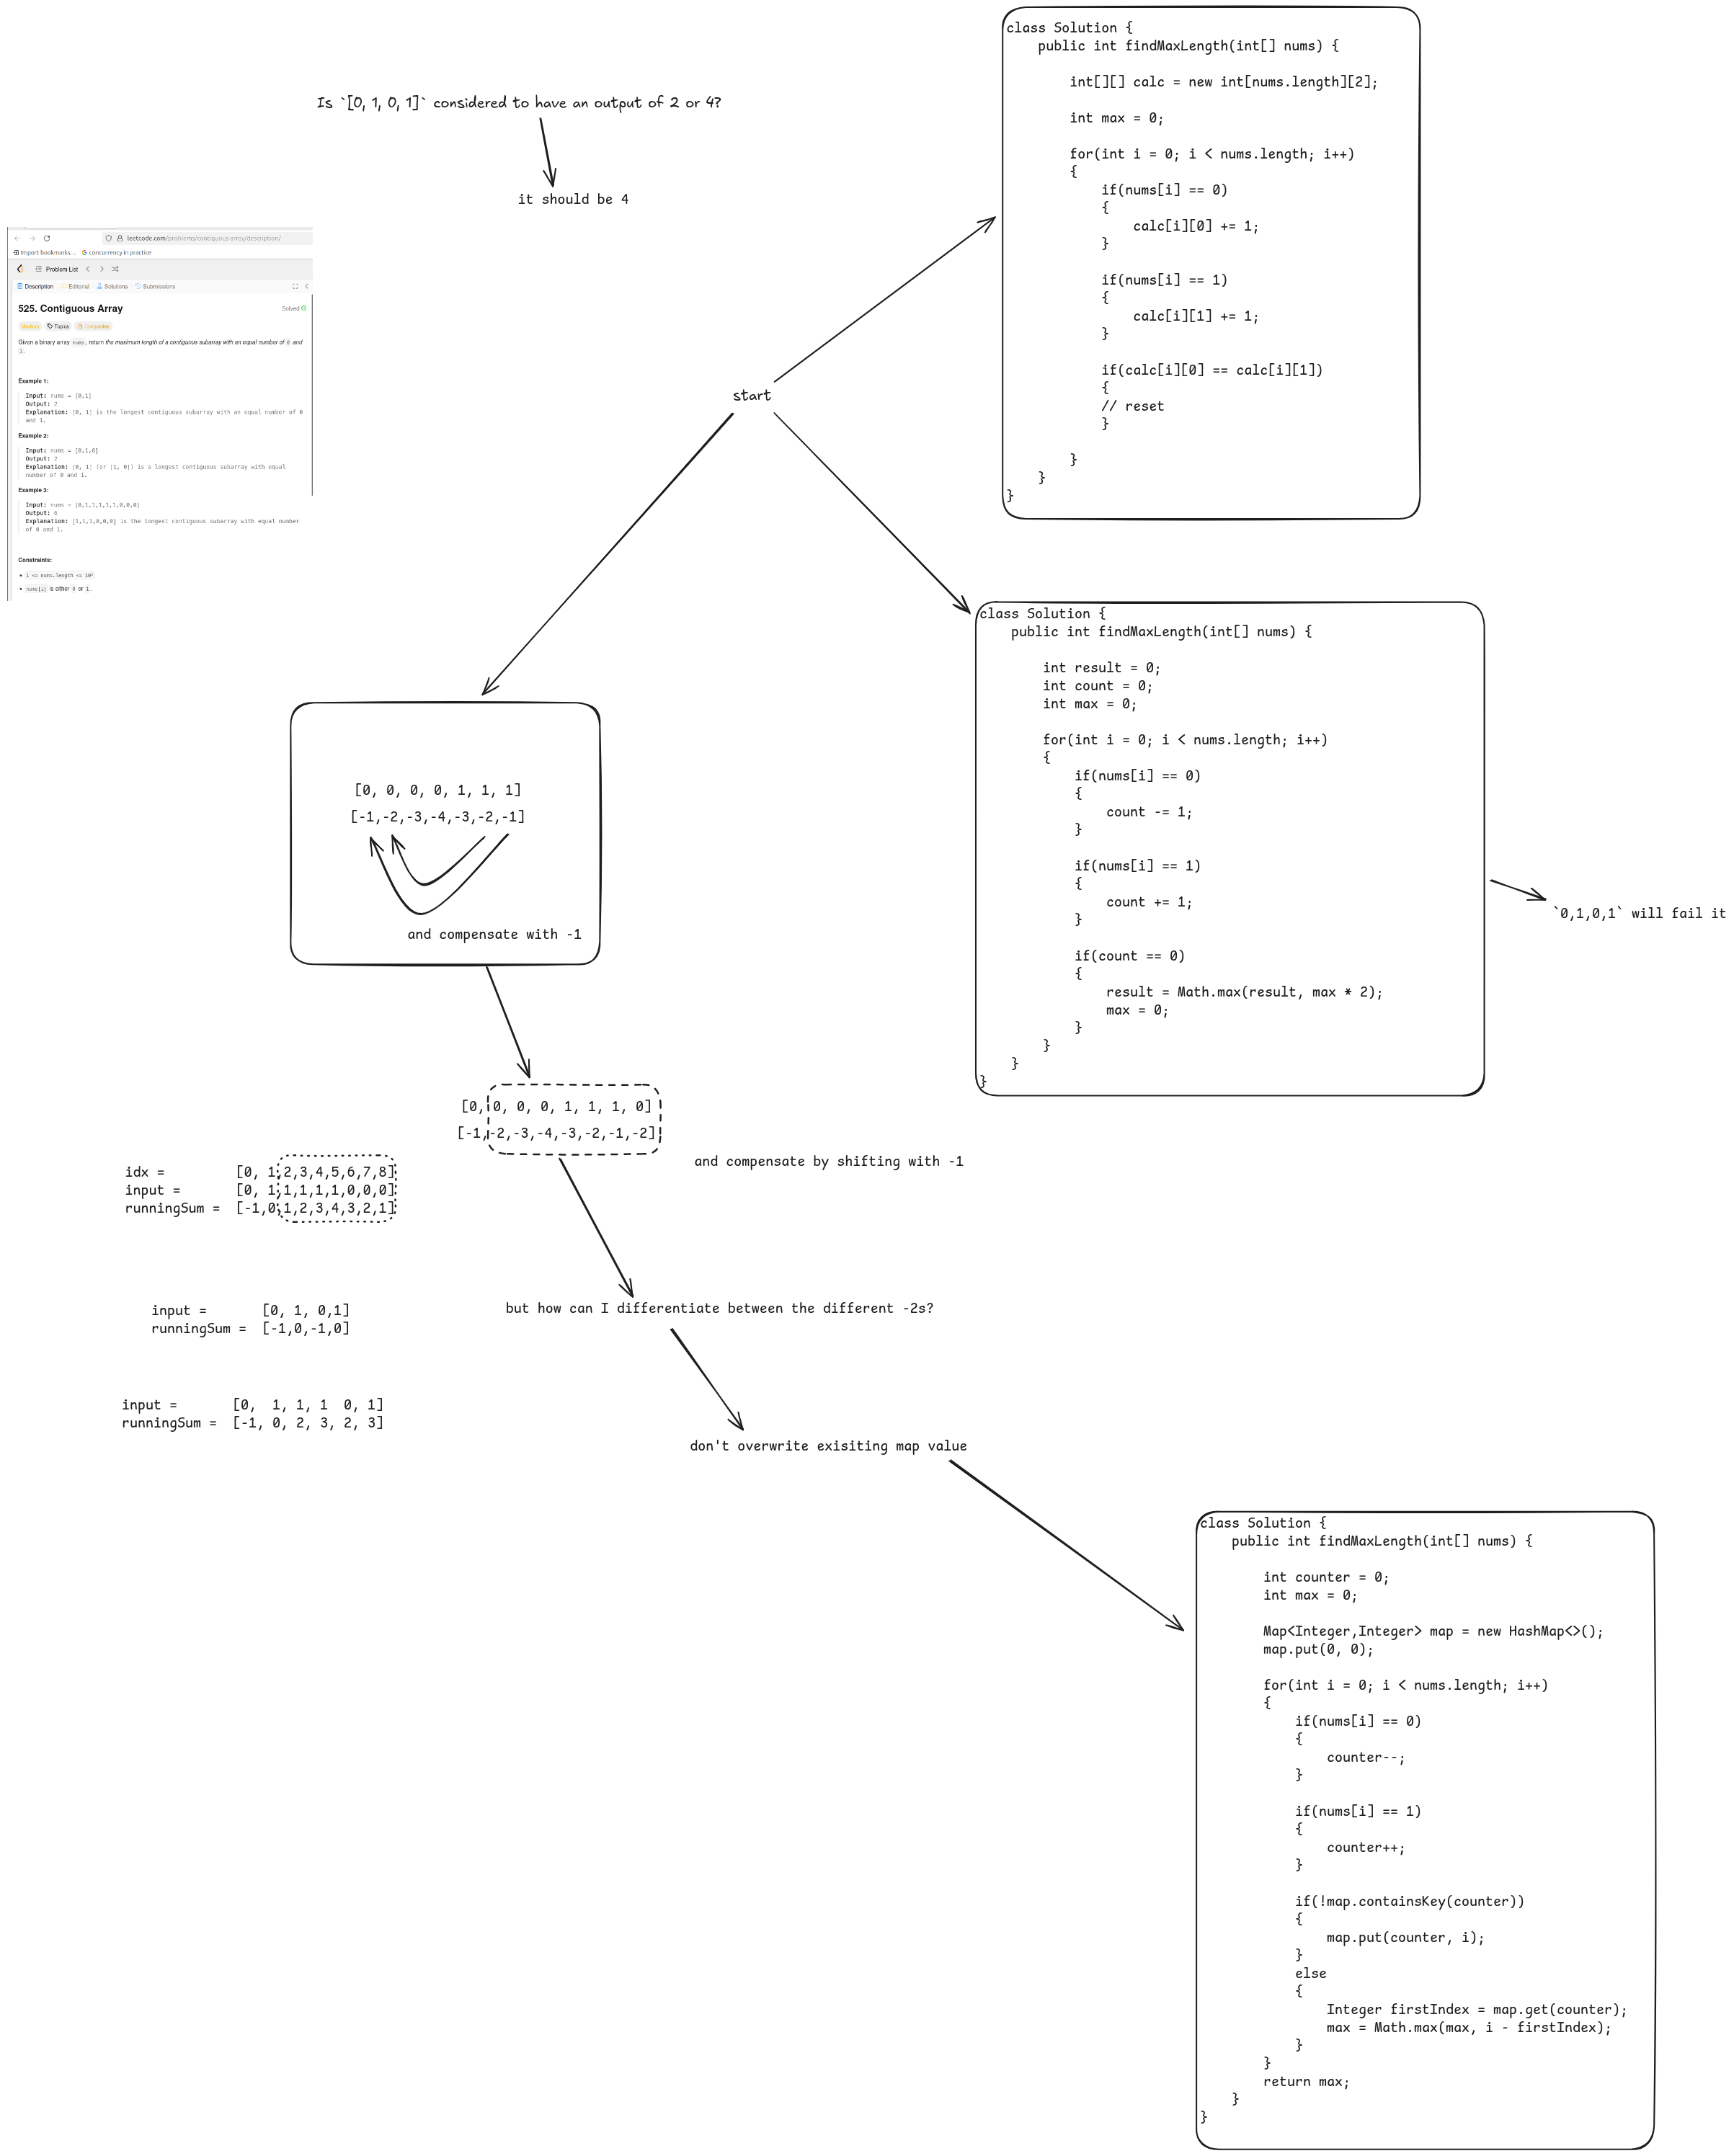 Is `[0, 1, 0, 1]` considered to have an output of 2 or 4?
it should be 4
leetcode.com/problems/contiguous-array/description/
Import bookmarks... concurrency in practice
Problem List
Description Editorial Solutions Submissions
525. Contiguous Array Solved
Medium Topics Companies
Given a binary array nums, return the maximum length of a contiguous subarray with an equal number of 0 and
1.
Example 1:
Input: nums = [0,1]
Output: 2
Explanation: [0, 1] is the longest contiguous subarray with an equal number of 0
and 1.
Example 2:
Input: nums = [0,1,0]
Output: 2
Explanation: [0, 1] (or [1, 0]) is a longest contiguous subarray with equal
number of 0 and 1.
Example 3:
Input: nums = [0,1,1,1,1,1,0,0,0]
Output: 6
Explanation: [1,1,1,0,0,0] is the longest contiguous subarray with equal number
of 0 and 1.
Constraints:
1 <= nums.length <= 10⁵
nums[i] is either 0 or 1.
start
class Solution {
    public int findMaxLength(int[] nums) {
        int[][] calc = new int[nums.length][2];
        int max = 0;
        for(int i = 0; i < nums.length; i++)
        {
            if(nums[i] == 0)
            {
                calc[i][0] += 1;
            }
            if(nums[i] == 1)
            {
                calc[i][1] += 1;
            }
            if(calc[i][0] == calc[i][1])
            {
            // reset
            }
        }
    }
}
class Solution {
    public int findMaxLength(int[] nums) {
        int result = 0;
        int count = 0;
        int max = 0;
        for(int i = 0; i < nums.length; i++)
        {
            if(nums[i] == 0)
            {
                count -= 1;
            }
            if(nums[i] == 1)
            {
                count += 1;
            }
            if(count == 0)
            {
                result = Math.max(result, max * 2);
                max = 0;
            }
        }
    }
}
`0,1,0,1` will fail it
[0, 0, 0, 0, 1, 1, 1]
[-1,-2,-3,-4,-3,-2,-1]
and compensate with -1
[0, 0, 0, 0, 1, 1, 1, 0]
[-1,-2,-3,-4,-3,-2,-1,-2]
and compensate by shifting with -1
idx = [0, 1,2,3,4,5,6,7,8]
input = [0, 1,1,1,1,1,0,0,0]
runningSum = [-1,0,1,2,3,4,3,2,1]
input = [0, 1, 0,1]
runningSum = [-1,0,-1,0]
input = [0, 1, 1, 1 0, 1]
runningSum = [-1, 0, 2, 3, 2, 3]
but how can I differentiate between the different -2s?
don't overwrite exisiting map value
class Solution {
    public int findMaxLength(int[] nums) {
        int counter = 0;
        int max = 0;
        Map<Integer,Integer> map = new HashMap<>();
        map.put(0, 0);
        for(int i = 0; i < nums.length; i++)
        {
            if(nums[i] == 0)
            {
                counter--;
            }
            if(nums[i] == 1)
            {
                counter++;
            }
            if(!map.containsKey(counter))
            {
                map.put(counter, i);
            }
            else
            {
                Integer firstIndex = map.get(counter);
                max = Math.max(max, i - firstIndex);
            }
        }
        return max;
    }
}